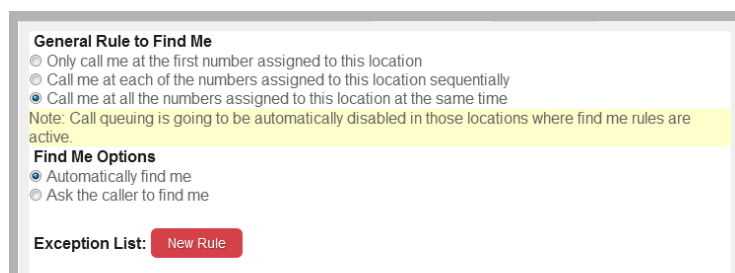 General Rule to Find Me
Only call me at the first number assigned to this location
Call me at each of the numbers assigned to this location sequentially
Call me at all the numbers assigned to this location at the same time
Note: Call queuing is going to be automatically disabled in those locations where find me rules are
active.
Find Me Options
Automatically find me
Ask the caller to find me
Exception List: New Rule